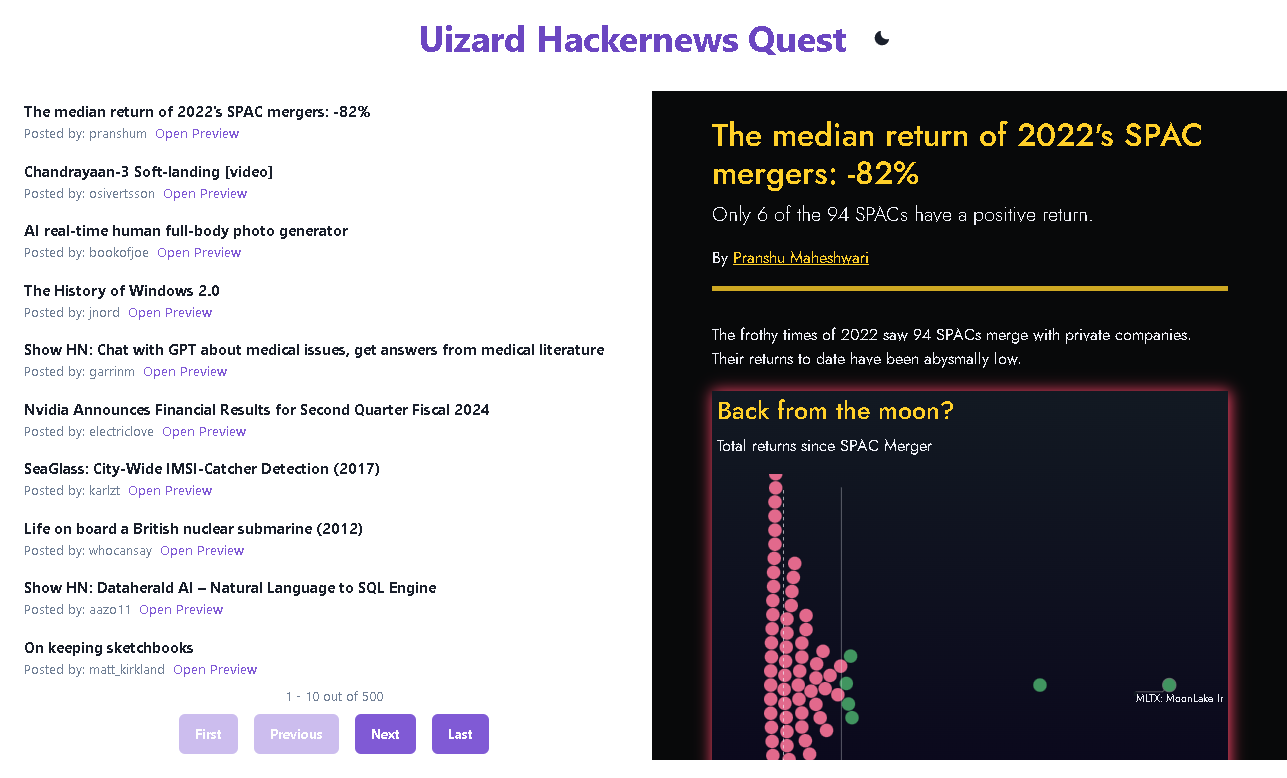 Uizard Hackernews Quest
The median return of 2022's SPAC mergers: -82%
Posted by: pranshum Open Preview
Chandrayaan-3 Soft-landing [video]
Posted by: osivertsson Open Preview
AI real-time human full-body photo generator
Posted by: bookofjoe Open Preview
The History of Windows 2.0
Posted by: jnord Open Preview
Show HN: Chat with GPT about medical issues, get answers from medical literature
Posted by: garrinm Open Preview
Nvidia Announces Financial Results for Second Quarter Fiscal 2024
Posted by: electriclove Open Preview
SeaGlass: City-Wide IMSI-Catcher Detection (2017)
Posted by: karlzt Open Preview
Life on board a British nuclear submarine (2012)
Posted by: whocansay Open Preview
Show HN: Dataherald AI – Natural Language to SQL Engine
Posted by: aazo11 Open Preview
On keeping sketchbooks
Posted by: matt_kirkland Open Preview
1 - 10 out of 500
First Previous Next Last
The median return of 2022's SPAC
mergers: -82%
Only 6 of the 94 SPACs have a positive return.
By Pranshu Maheshwari
The frothy times of 2022 saw 94 SPACs merge with private companies.
Their returns to date have been abysmally low.
Back from the moon?
Total returns since SPAC Merger
MLTX: MoonLake Ir